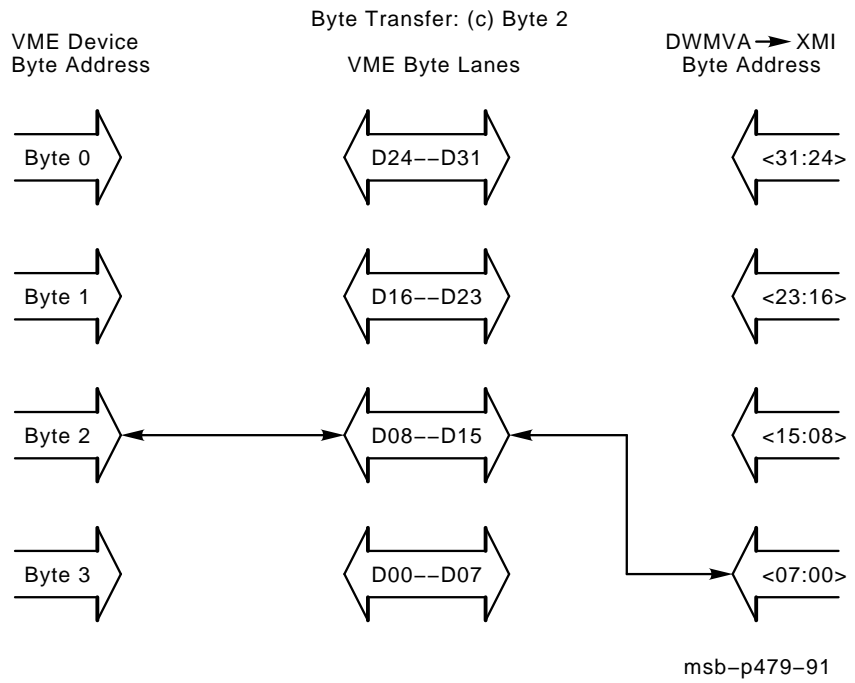 Byte Transfer: (c) Byte 2
VME Device
Byte Address
VME Byte Lanes
DWMVA XMI
Byte Address
Byte 0
D24--D31
<31:24>
Byte 1
D16--D23
<23:16>
Byte 2
D08--D15
<15:08>
Byte 3
D00--D07
<07:00>
msb-p479-91